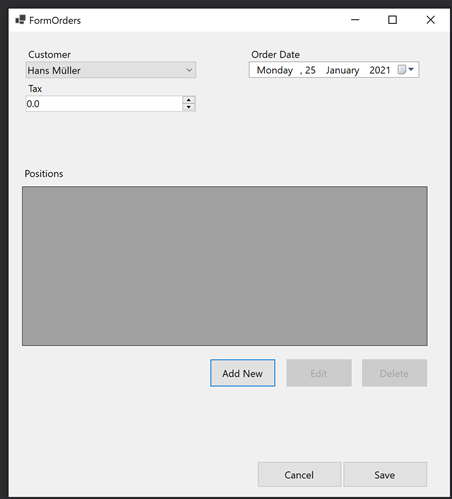 FormOrders
Customer
Order Date
Hans Müller
Monday , 25 January 2021
Tax
0.0
Positions
Add New
Edit
Delete
Cancel
Save